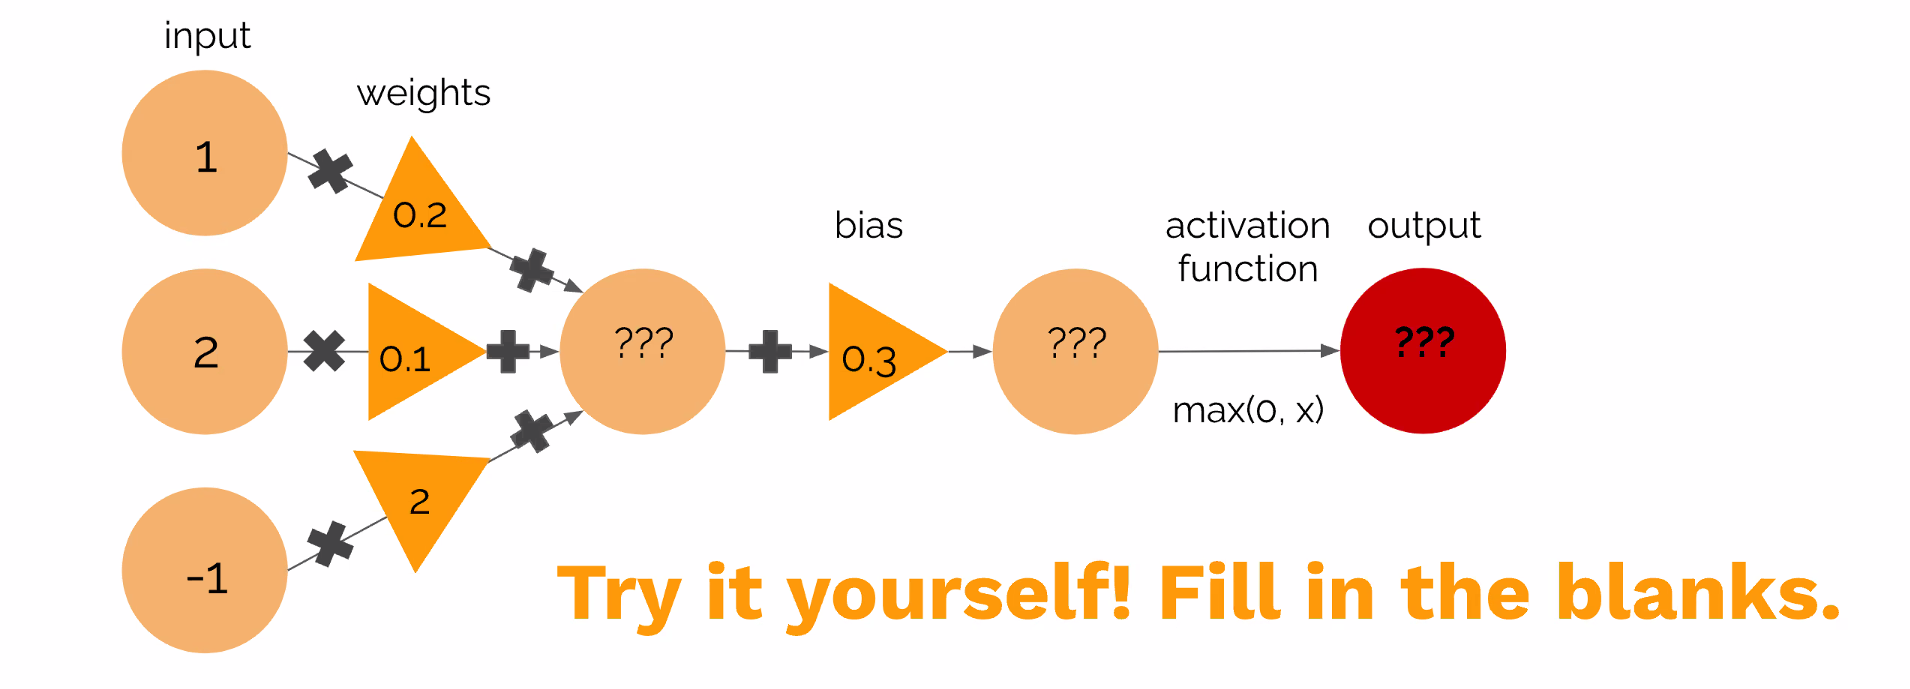 input
weights
1
0.2
bias
activation
function
output
2
0.1
???
0.3
???
max(0, x)
???
2
-1
Try it yourself! Fill in the blanks.